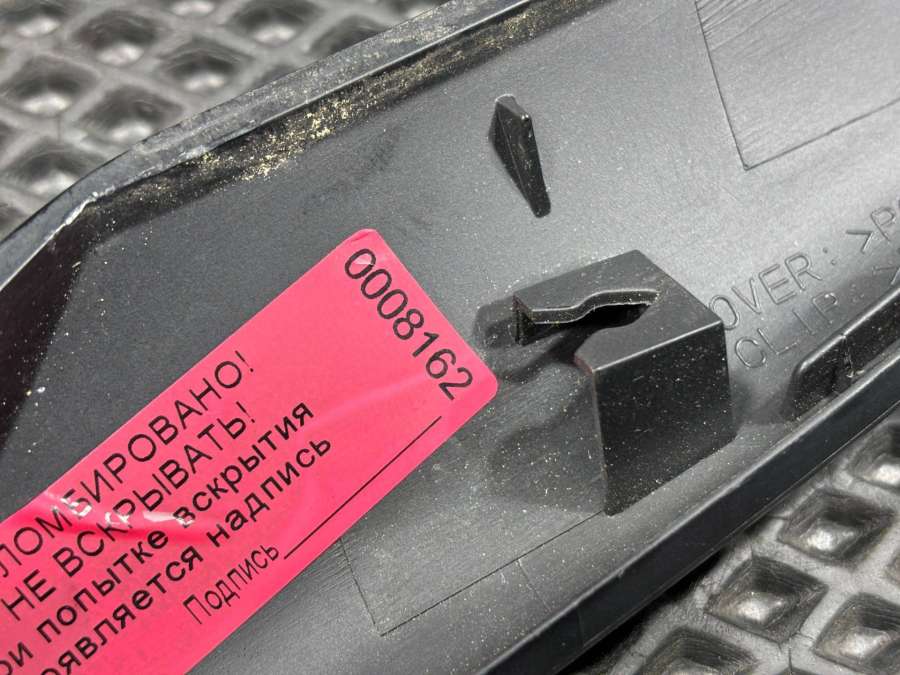 0008162
ЛОМБИРОВАНО!
НЕ ВСКРЫВАТЬ!
ри попытке вскрытия
оявляется надпись
Подпись
OVER: >P
CLIP: >